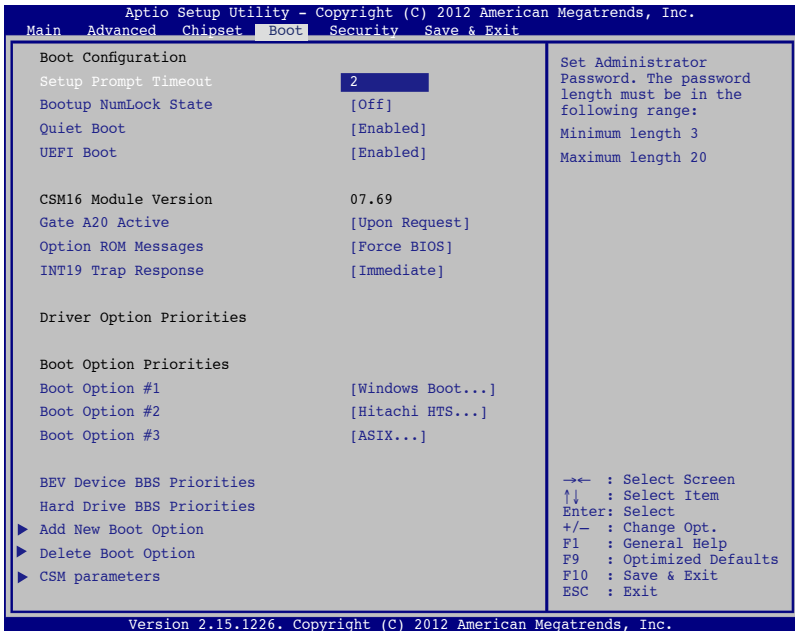 Aptio Setup Utility - Copyright (C) 2012 American Megatrends, Inc.
Main Advanced Chipset Boot Security Save & Exit
Boot Configuration
Setup Prompt Timeout 2
Bootup NumLock State [Off]
Quiet Boot [Enabled]
UEFI Boot [Enabled]
CSM16 Module Version 07.69
Gate A20 Active [Upon Request]
Option ROM Messages [Force BIOS]
INT19 Trap Response [Immediate]
Driver Option Priorities
Boot Option Priorities
Boot Option #1 [Windows Boot...]
Boot Option #2 [Hitachi HTS...]
Boot Option #3 [ASIX...]
BEV Device BBS Priorities
Hard Drive BBS Priorities
Add New Boot Option
Delete Boot Option
CSM parameters
Set Administrator
Password. The password
length must be in the
following range:
Minimum length 3
Maximum length 20
→← : Select Screen
↑↓ : Select Item
Enter: Select
+/— : Change Opt.
F1 : General Help
F9 : Optimized Defaults
F10 : Save & Exit
ESC : Exit
Version 2.15.1226. Copyright (C) 2012 American Megatrends, Inc.